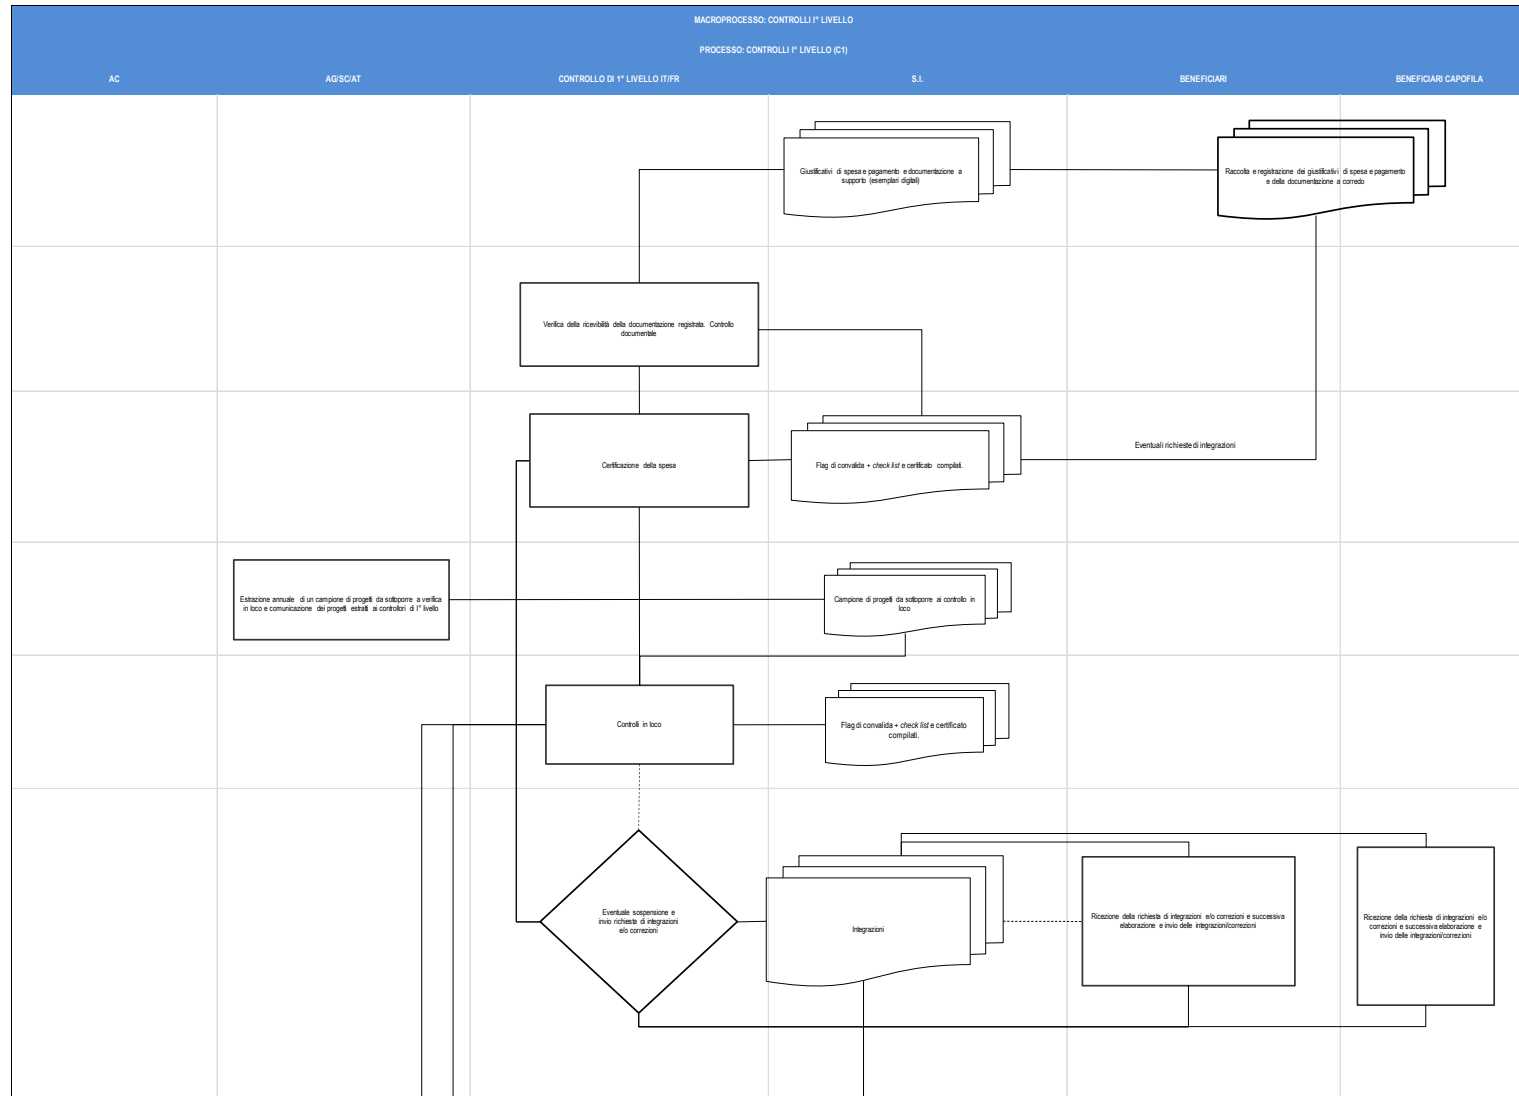 MACROPROCESSO: CONTROLLI I° LIVELLO
PROCESSO: CONTROLLI I° LIVELLO (C1)
AC
AG/SC/AT
CONTROLLO DI 1° LIVELLO IT/FR
S.I.
BENEFICIARI
BENEFICIARI CAPOFILA
Giustificativi di spesa e pagamento e documentazione a
supporto (esemplari digitali)
Raccolta e registrazione dei giustificativi di spesa e pagamento
e della documentazione a corredo
Verifica della ricevibilità della documentazione registrata. Controllo
documentale
Certificazione della spesa
Flag di convalida + check list e certificato compilati.
Eventuali richieste di integrazioni
Estrazione annuale di un campione di progetti da sottoporre a verifica
in loco e comunicazione dei progetti estratti ai controllori di I° livello
Campione di progetti da sottoporre ai controllo in
loco
Controlli in loco
Flag di convalida + check list e certificato
compilati.
Eventuale sospensione e
invio richiesta di integrazioni
e/o correzioni
Integrazioni
Ricezione della richiesta di integrazioni e/o correzioni e successiva
elaborazione e invio delle integrazioni/correzioni
Ricezione della richiesta di integrazioni e/o
correzioni e successiva elaborazione e
invio delle integrazioni/correzioni